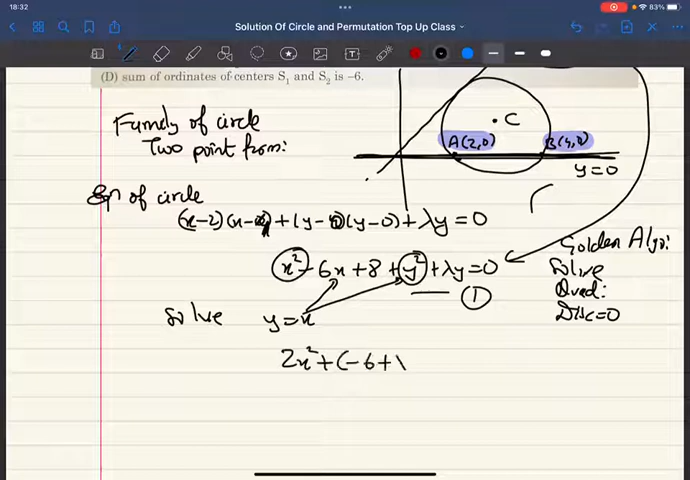 18:32
83%
Solution Of Circle and Permutation Top Up Class
(D) sum of ordinates of centers S₁ and S₂ is –6.
Family of circle
Two point from:
C
A(2,0) B(4,0)
y=0
Eqn of circle
(x-2)(x-4)+(y-0)(y-0)+λy=0
x²-6x+8+y²+λy=0
①
Golden Algo:
Solve
Quad:
Disc=0
Solve y=x
2x²+(-6+λ